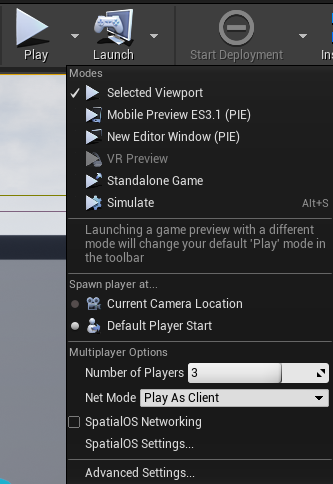 Play
Launch
Start Deployment
Modes
Selected Viewport
Mobile Preview ES3.1 (PIE)
New Editor Window (PIE)
VR Preview
Standalone Game
Simulate Alt+S
Launching a game preview with a different
mode will change your default 'Play' mode in
the toolbar
Spawn player at...
Current Camera Location
Default Player Start
Multiplayer Options
Number of Players 3
Net Mode Play As Client
SpatialOS Networking
SpatialOS Settings...
Advanced Settings...